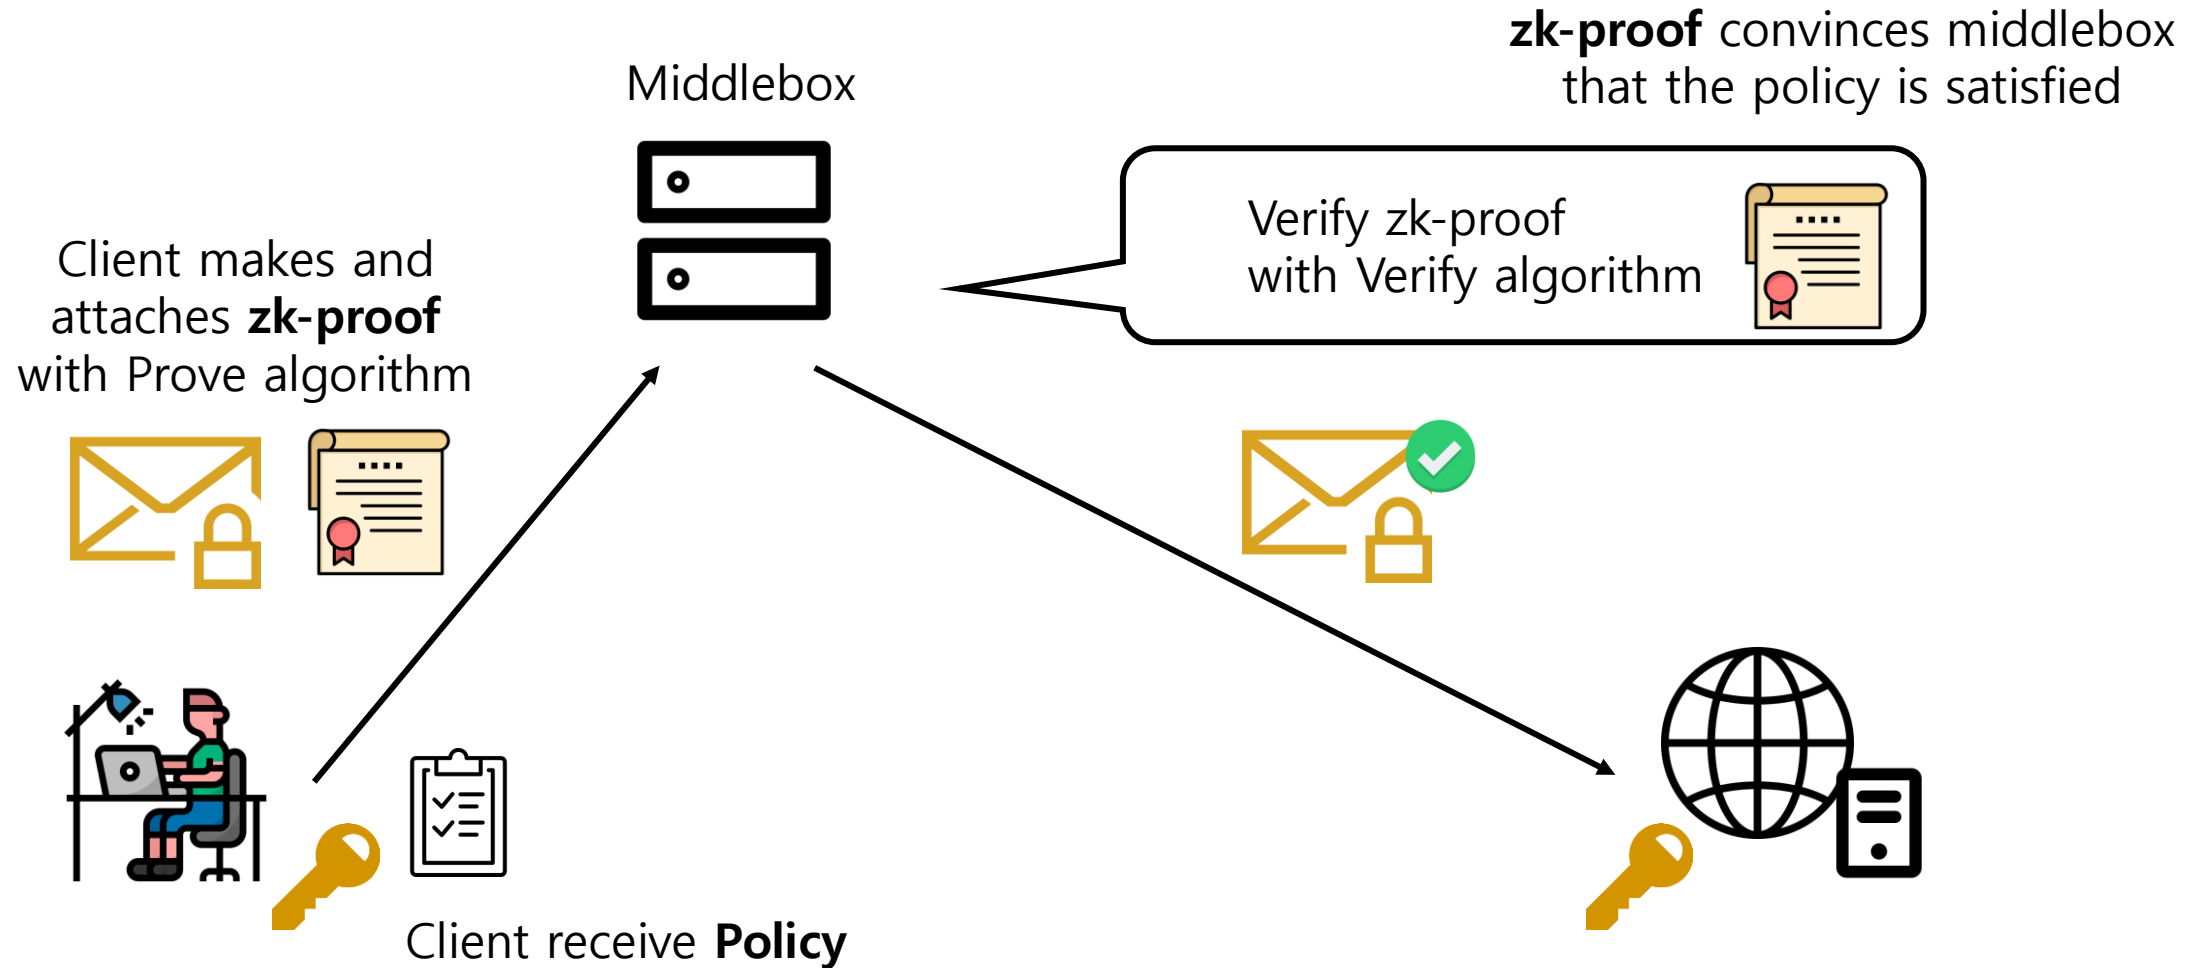 zk-proof convinces middlebox
that the policy is satisfied
Middlebox
Verify zk-proof
with Verify algorithm
Client makes and
attaches zk-proof
with Prove algorithm
Client receive Policy